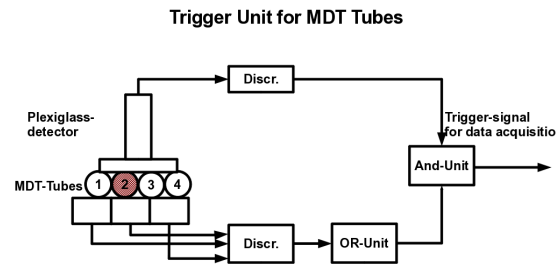 Trigger Unit for MDT Tubes
Discr.
Plexiglass-
detector
Trigger-signal
for data acquisitio
And-Unit
MDT-Tubes
1 2 3 4
Discr.
OR-Unit